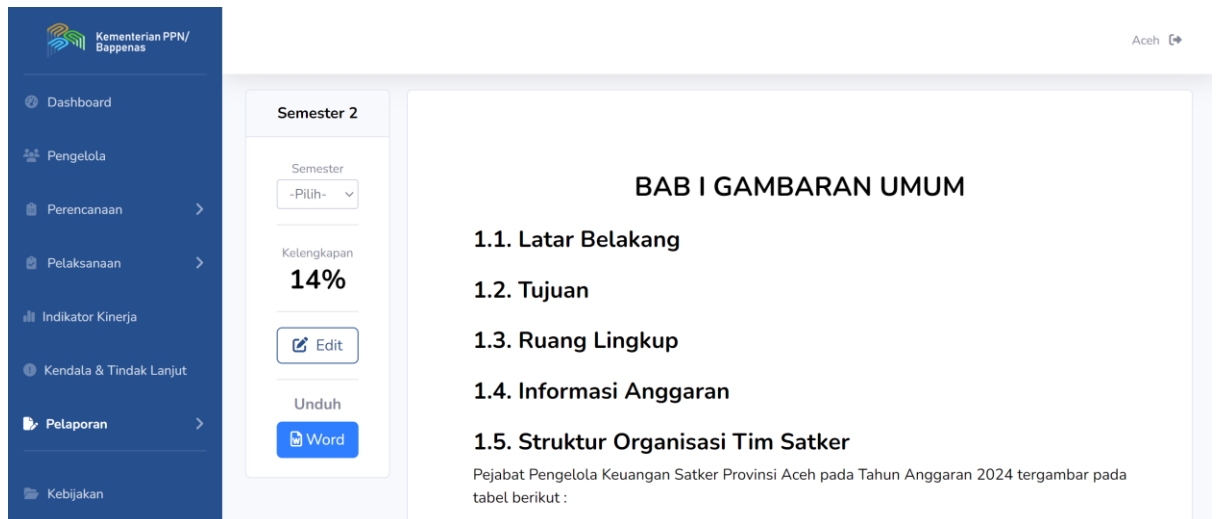 Kementerian PPN/
Bappenas
Aceh
Dashboard
Pengelola
Perencanaan
Pelaksanaan
Indikator Kinerja
Kendala & Tindak Lanjut
Pelaporan
Kebijakan
Semester 2
Semester
-Pilih-
Kelengkapan
14%
Edit
Unduh
Word
BAB I GAMBARAN UMUM
1.1. Latar Belakang
1.2. Tujuan
1.3. Ruang Lingkup
1.4. Informasi Anggaran
1.5. Struktur Organisasi Tim Satker
Pejabat Pengelola Keuangan Satker Provinsi Aceh pada Tahun Anggaran 2024 tergambar pada
tabel berikut :